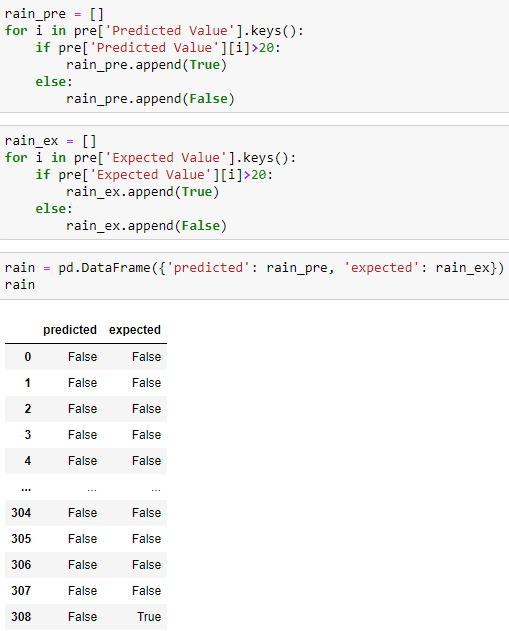 rain_pre = []
for i in pre['Predicted Value'].keys():
    if pre['Predicted Value'][i]>20:
        rain_pre.append(True)
    else:
        rain_pre.append(False)
rain_ex = []
for i in pre['Expected Value'].keys():
    if pre['Expected Value'][i]>20:
        rain_ex.append(True)
    else:
        rain_ex.append(False)
rain = pd.DataFrame({'predicted': rain_pre, 'expected': rain_ex})
rain
predicted expected
0 False False
1 False False
2 False False
3 False False
4 False False
... ... ...
304 False False
305 False False
306 False False
307 False False
308 False True